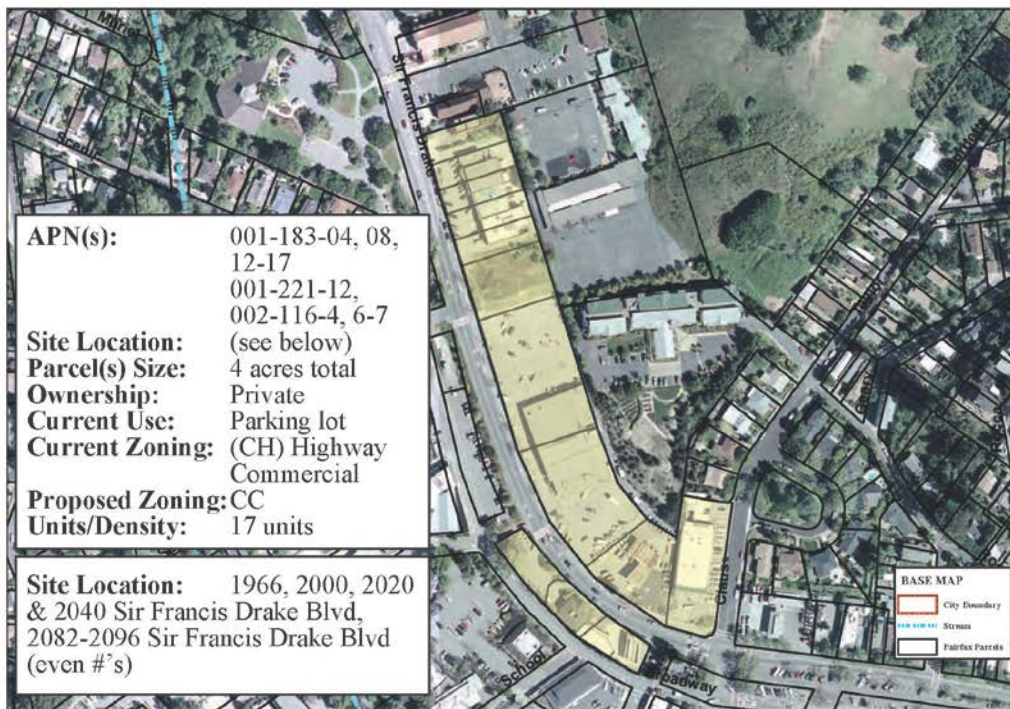 Marior
Scenic
Sir Francis Drake
APN(s): 001-183-04, 08,
12-17
001-221-12,
002-116-4, 6-7
Site Location: (see below)
Parcel(s) Size: 4 acres total
Ownership: Private
Current Use: Parking lot
Current Zoning: (CH) Highway
Commercial
Proposed Zoning: CC
Units/Density: 17 units
Site Location: 1966, 2000, 2020
& 2040 Sir Francis Drake Blvd,
2082-2096 Sir Francis Drake Blvd
(even #'s)
School
Broadway
BASE MAP
City Boundary
Stream
Fairfax Parcels